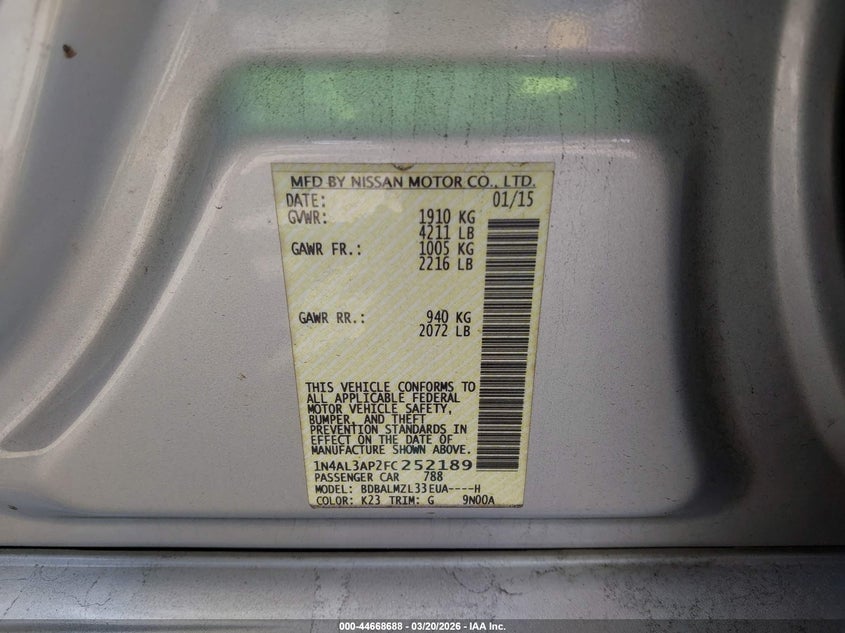 MFD BY NISSAN MOTOR CO., LTD.
DATE: 01/15
GVWR: 1910 KG
4211 LB
GAWR FR.: 1005 KG
2216 LB
GAWR RR.: 940 KG
2072 LB
THIS VEHICLE CONFORMS TO
ALL APPLICABLE FEDERAL
MOTOR VEHICLE SAFETY,
BUMPER, AND THEFT
PREVENTION STANDARDS IN
EFFECT ON THE DATE OF
MANUFACTURE SHOWN ABOVE.
1N4AL3AP2FC252189
PASSENGER CAR 788
MODEL: BDBALMZL33EUA----H
COLOR: K23 TRIM: G 9N00A
000-44668688 — 03/20/2026 — IAA Inc.